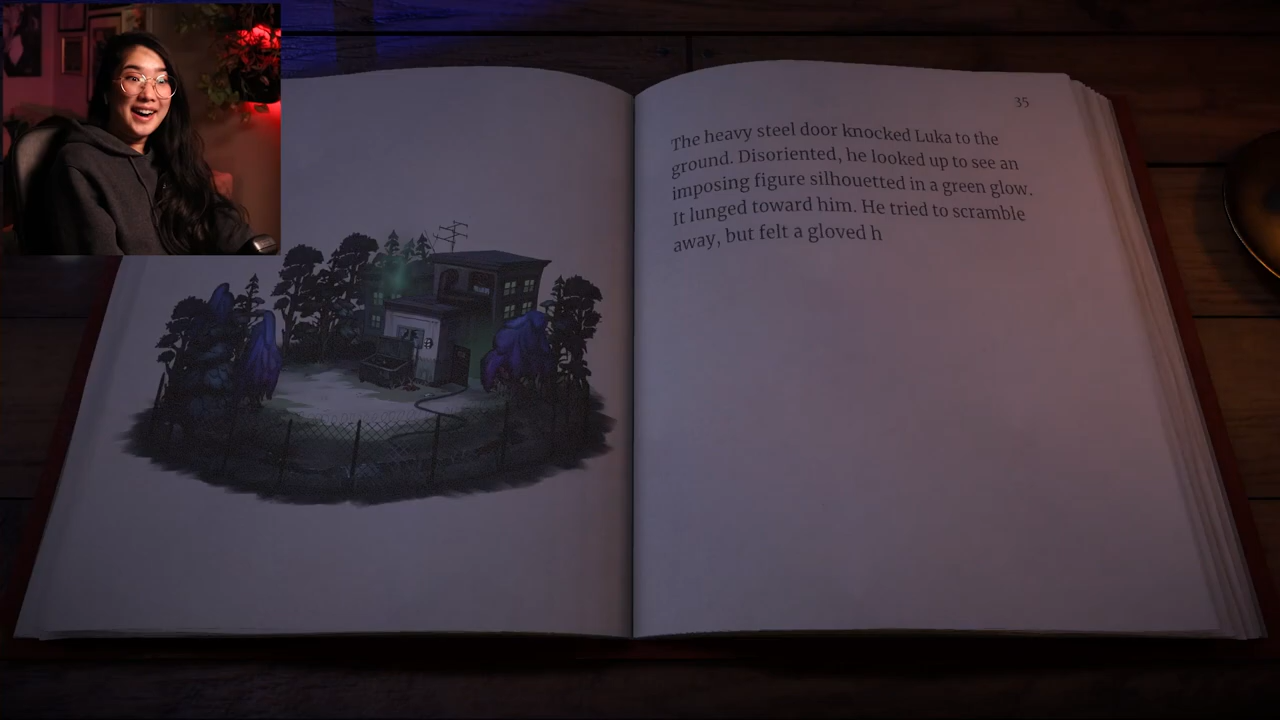 35
The heavy steel door knocked Luka to the
ground. Disoriented, he looked up to see an
imposing figure silhouetted in a green glow.
It lunged toward him. He tried to scramble
away, but felt a gloved h